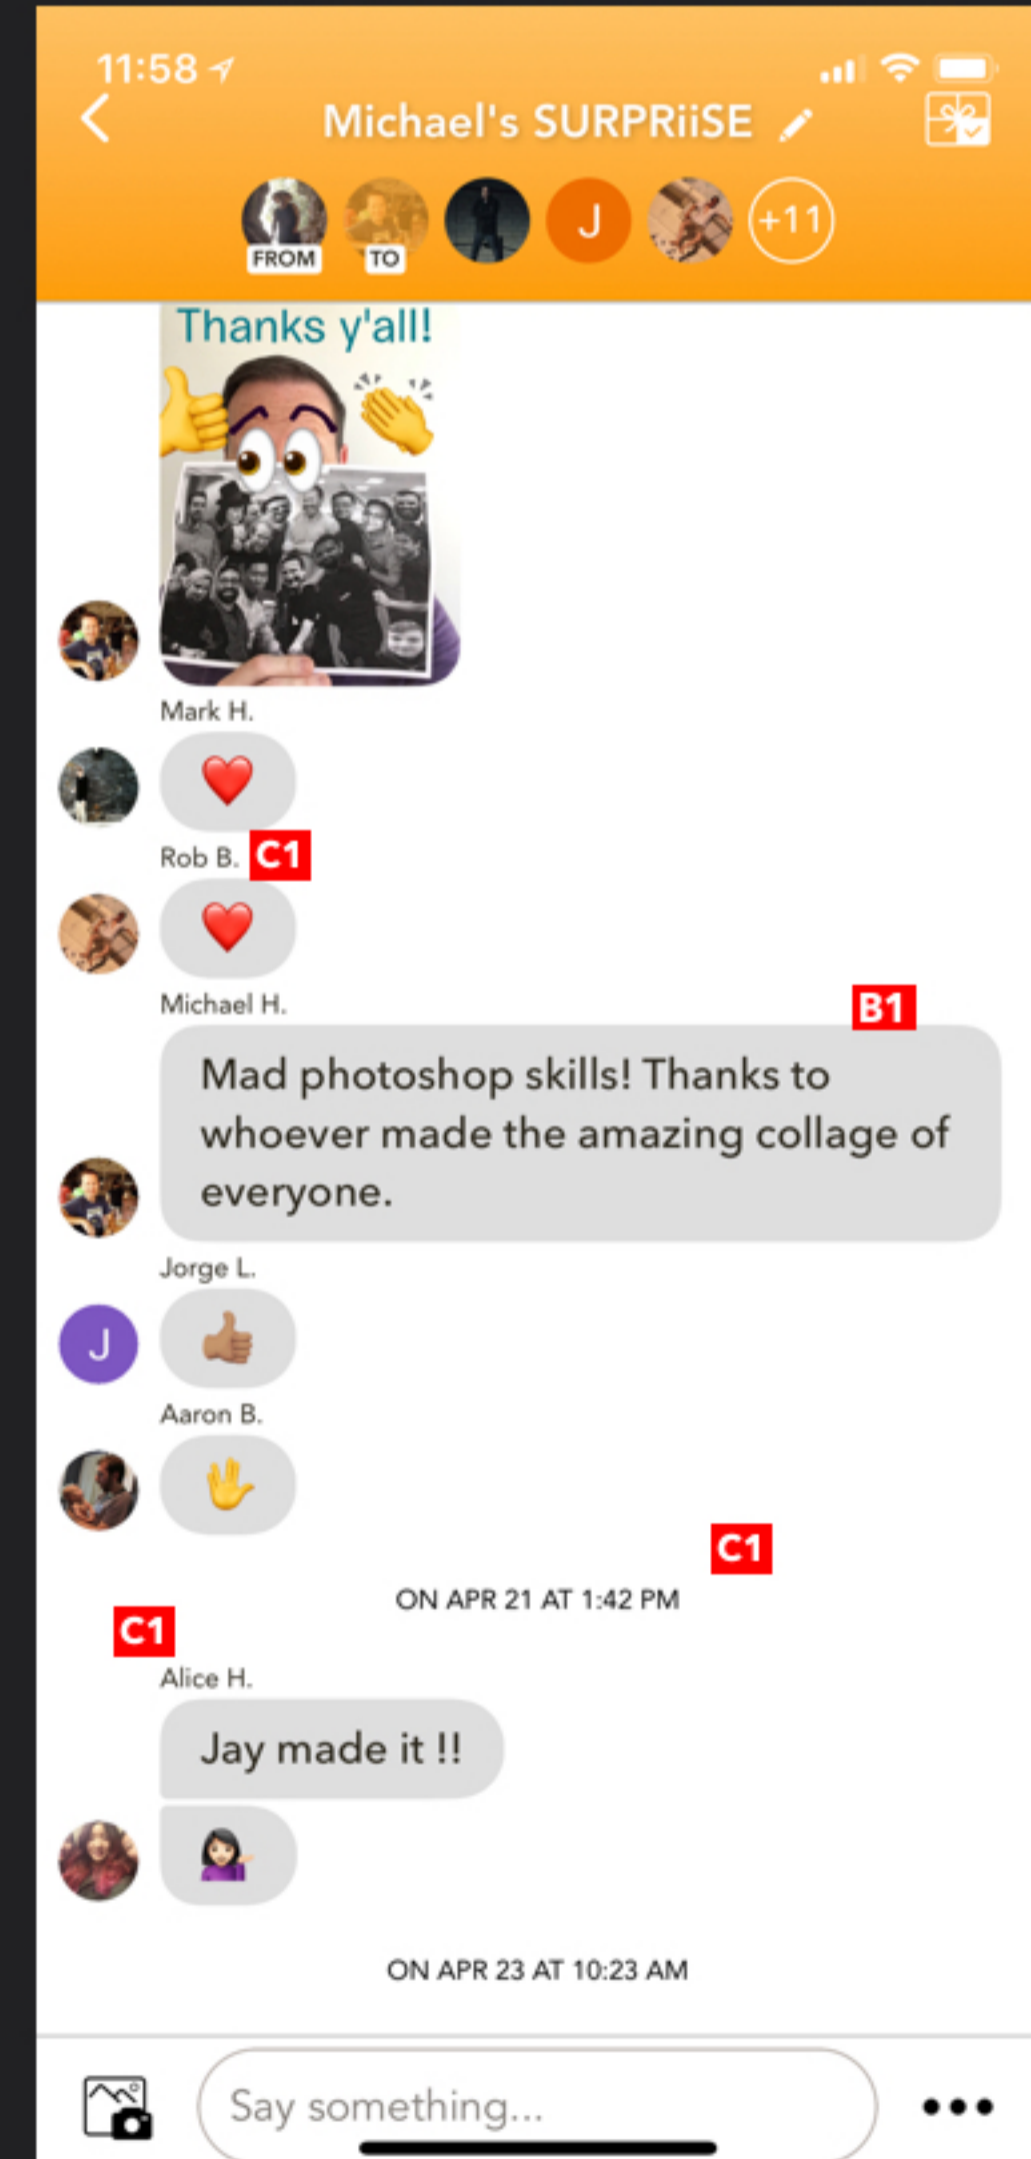 11:58
Michael's SURPRiiSE
J
+11
FROM
TO
Thanks y'all!
Mark H.
Rob B. C1
Michael H.
B1
Mad photoshop skills! Thanks to
whoever made the amazing collage of
everyone.
Jorge L.
J
Aaron B.
C1
ON APR 21 AT 1:42 PM
C1
Alice H.
Jay made it !!
ON APR 23 AT 10:23 AM
Say something...